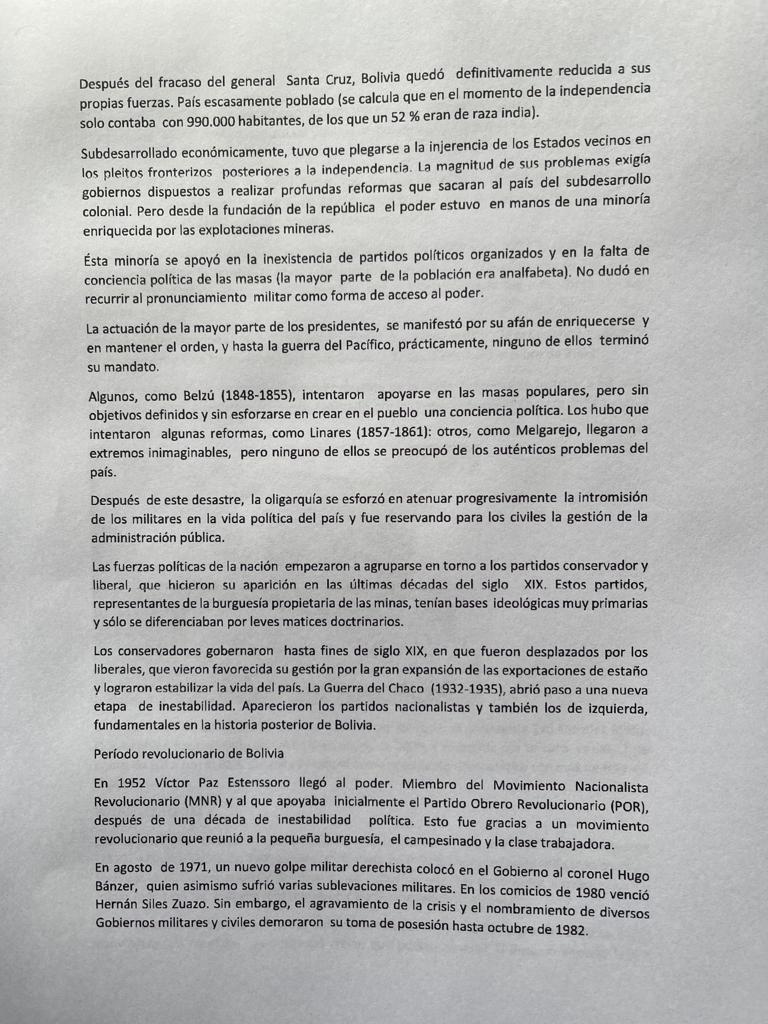 Después del fracaso del general Santa Cruz, Bolivia quedó definitivamente reducida a sus
propias fuerzas. País escasamente poblado (se calcula que en el momento de la independencia
solo contaba con 990.000 habitantes, de los que un 52 % eran de raza india).
Subdesarrollado económicamente, tuvo que plegarse a la injerencia de los Estados vecinos en
los pleitos fronterizos posteriores a la independencia. La magnitud de sus problemas exigía
gobiernos dispuestos a realizar profundas reformas que sacaran al país del subdesarrollo
colonial. Pero desde la fundación de la república el poder estuvo en manos de una minoría
enriquecida por las explotaciones mineras.
Ésta minoría se apoyó en la inexistencia de partidos políticos organizados y en la falta de
conciencia política de las masas (la mayor parte de la población era analfabeta). No dudó en
recurrir al pronunciamiento militar como forma de acceso al poder.
La actuación de la mayor parte de los presidentes, se manifestó por su afán de enriquecerse y
en mantener el orden, y hasta la guerra del Pacífico, prácticamente, ninguno de ellos terminó
su mandato.
Algunos, como Belzú (1848-1855), intentaron apoyarse en las masas populares, pero sin
objetivos definidos y sin esforzarse en crear en el pueblo una conciencia política. Los hubo que
intentaron algunas reformas, como Linares (1857-1861): otros, como Melgarejo, llegaron a
extremos inimaginables, pero ninguno de ellos se preocupó de los auténticos problemas del
país.
Después de este desastre, la oligarquía se esforzó en atenuar progresivamente la intromisión
de los militares en la vida política del país y fue reservando para los civiles la gestión de la
administración pública.
Las fuerzas políticas de la nación empezaron a agruparse en torno a los partidos conservador y
liberal, que hicieron su aparición en las últimas décadas del siglo XIX. Estos partidos,
representantes de la burguesía propietaria de las minas, tenían bases ideológicas muy primarias
y sólo se diferenciaban por leves matices doctrinarios.
Los conservadores gobernaron hasta fines de siglo XIX, en que fueron desplazados por los
liberales, que vieron favorecida su gestión por la gran expansión de las exportaciones de estaño
y lograron estabilizar la vida del país. La Guerra del Chaco (1932-1935), abrió paso a una nueva
etapa de inestabilidad. Aparecieron los partidos nacionalistas y también los de izquierda,
fundamentales en la historia posterior de Bolivia.
Período revolucionario de Bolivia
En 1952 Víctor Paz Estenssoro llegó al poder. Miembro del Movimiento Nacionalista
Revolucionario (MNR) y al que apoyaba inicialmente el Partido Obrero Revolucionario (POR),
después de una década de inestabilidad política. Esto fue gracias a un movimiento
revolucionario que reunió a la pequeña burguesía, el campesinado y la clase trabajadora.
En agosto de 1971, un nuevo golpe militar derechista colocó en el Gobierno al coronel Hugo
Bánzer, quien asimismo sufrió varias sublevaciones militares. En los comicios de 1980 venció
Hernán Siles Zuazo. Sin embargo, el agravamiento de la crisis y el nombramiento de diversos
Gobiernos militares y civiles demoraron su toma de posesión hasta octubre de 1982.